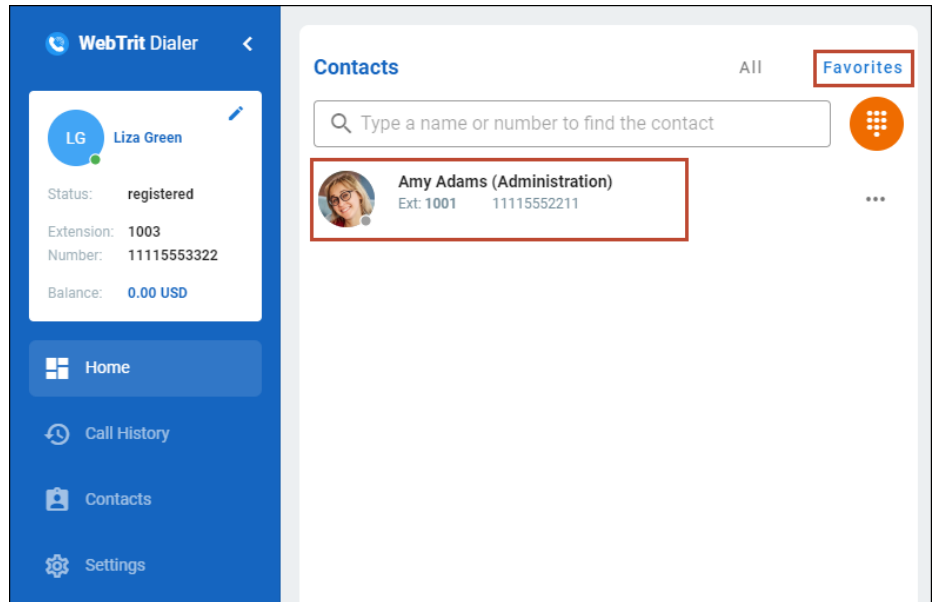 WebTrit Dialer
LG
Liza Green
Status: registered
Extension: 1003
Number: 11115553322
Balance: 0.00 USD
Home
Call History
Contacts
Settings
Contacts
All
Favorites
Type a name or number to find the contact
Amy Adams (Administration)
Ext: 1001 11115552211